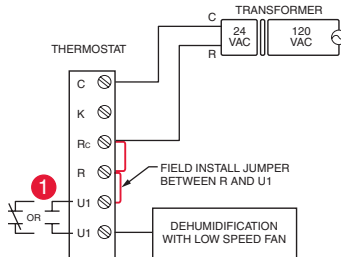 TRANSFORMER
C
24
VAC
120
VAC
R
THERMOSTAT
C
K
Rc
R
FIELD INSTALL JUMPER
BETWEEN R AND U1
1
U1
OR
U1
DEHUMIDIFICATION
WITH LOW SPEED FAN